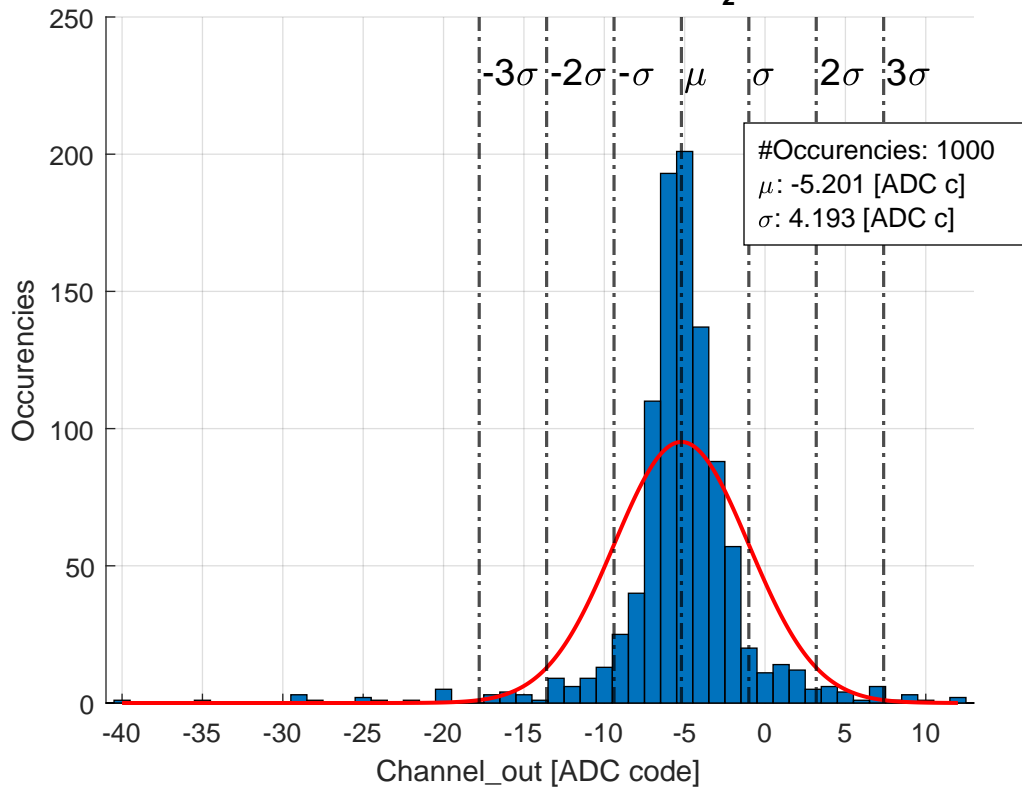 2
250
200
150
100
50
0
-3σ -2σ -σ μ σ 2σ 3σ
#Occurencies: 1000
μ: -5.201 [ADC c]
σ: 4.193 [ADC c]
Occurencies
-40 -35 -30 -25 -20 -15 -10 -5 0 5 10
Channel_out [ADC code]